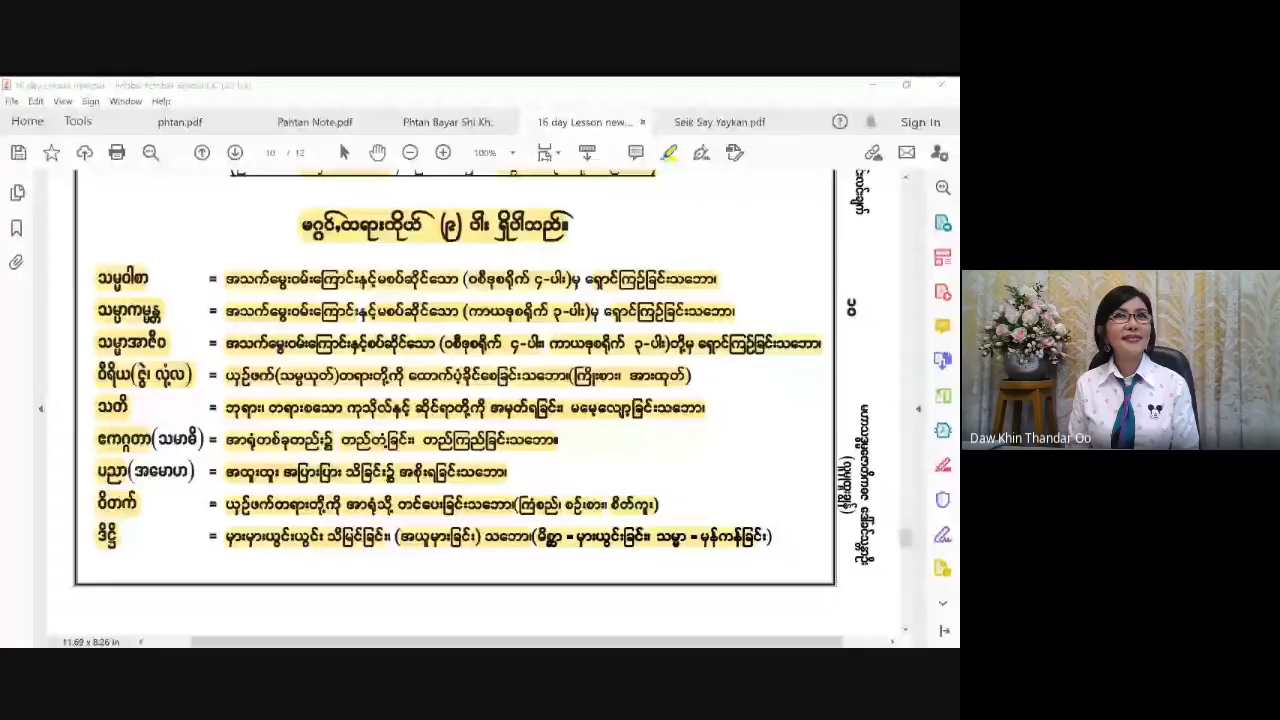 File Edit View Sign Window Help
Home Tools phtan.pdf Pahtan Note.pdf Phtan Bayar Shi Kh. 16 day Lesson new... × Seik Say Yaykan.pdf Sign In
10 / 12 100%
မဂ္ဂင်္ဂ,တရားကိုယ် (၉) ပါး ရှိပါသည်။
သမ္မဝါစာ = အသက်မွေးဝမ်းကြောင်းနှင့်မစပ်ဆိုင်သော (ဝစီဒုစရိုက် ၄-ပါး)မှ ရှောင်ကြဉ်ခြင်းသဘော၊
သမ္မာကမ္မန္တ = အသက်မွေးဝမ်းကြောင်းနှင့်မစပ်ဆိုင်သော (ကာယဒုစရိုက် ၃-ပါး)မှ ရှောင်ကြဉ်ခြင်းသဘော၊
သမ္မာအာဇီဝ = အသက်မွေးဝမ်းကြောင်းနှင့်စပ်ဆိုင်သော (ဝစီဒုစရိုက် ၄-ပါး၊ ကာယဒုစရိုက် ၃-ပါး)တို့မှ ရှောင်ကြဉ်ခြင်းသဘော၊
ဝီရိယ(ဇွဲ၊ လုံ့လ) = ယှဉ်ဖက်(သမ္ပယုတ်)တရားတို့ကို ထောက်ပံ့ခိုင်စေခြင်းသဘော၊(ကြိုးစား၊ အားထုတ်)
သတိ = ဘုရား၊ တရားစသော ကုသိုလ်နှင့် ဆိုင်ရာတို့ကို အမှတ်ရခြင်း၊ မမေ့လျော့ခြင်းသဘော၊
ဧကဂ္ဂတာ(သမာဓိ) = အာရုံတစ်ခုတည်း၌ တည်တံ့ခြင်း၊ တည်ကြည်ခြင်းသဘော။
ပညာ(အမောဟ) = အထူးထူး အပြားပြား သိခြင်း၌ အစိုးရခြင်းသဘော၊
ဝိတက် = ယှဉ်ဖက်တရားတို့ကို အာရုံသို့ တင်ပေးခြင်းသဘော၊(ကြံစည်၊ စဉ်းစား၊ စိတ်ကူး)
ဒိဋ္ဌိ = မှားမှားယွင်းယွင်း သိမြင်ခြင်း၊ (အယူမှားခြင်း) သဘော၊(မိစ္ဆာ = မှားယွင်းခြင်း၊ သမ္မာ = မှန်ကန်ခြင်း)
၁၀
11.69 x 8.26 in
Daw Khin Thandar Oo